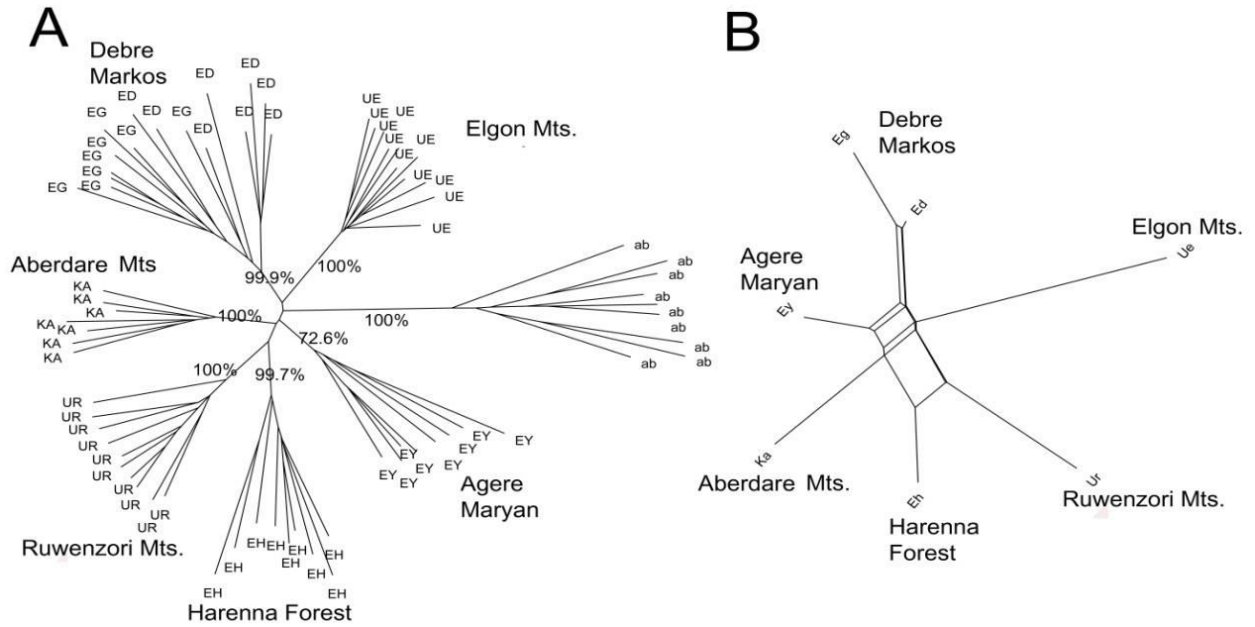 A
B
Debre
Markos
ED
ED
ED
ED
EG
ED
EG
ED
ED
EG
EG
EG
EG
EG
EG
UE
UE
UE
UE
UE
UE
UE
UE
UE
UE
UE
Elgon Mts.
Aberdare Mts
KA
KA
KA
KA
KA
KA
KA
99.9%
100%
100%
100%
72.6%
100%
99.7%
ab
ab
ab
ab
ab
ab
ab
ab
ab
UR
UR
UR
UR
UR
UR
UR
UR
UR
UR
Ruwenzori Mts.
EH
EH
EH
EH
EH
EH
EH
EH
EH
Harenna Forest
EY
EY
EY
EY
EY
EY
EY
EY
Agere
Maryan
Debre
Markos
Eg
Ed
Elgon Mts.
Ue
Agere
Maryan
Ey
Ka
Aberdare Mts.
Eh
Harenna
Forest
Ur
Ruwenzori Mts.